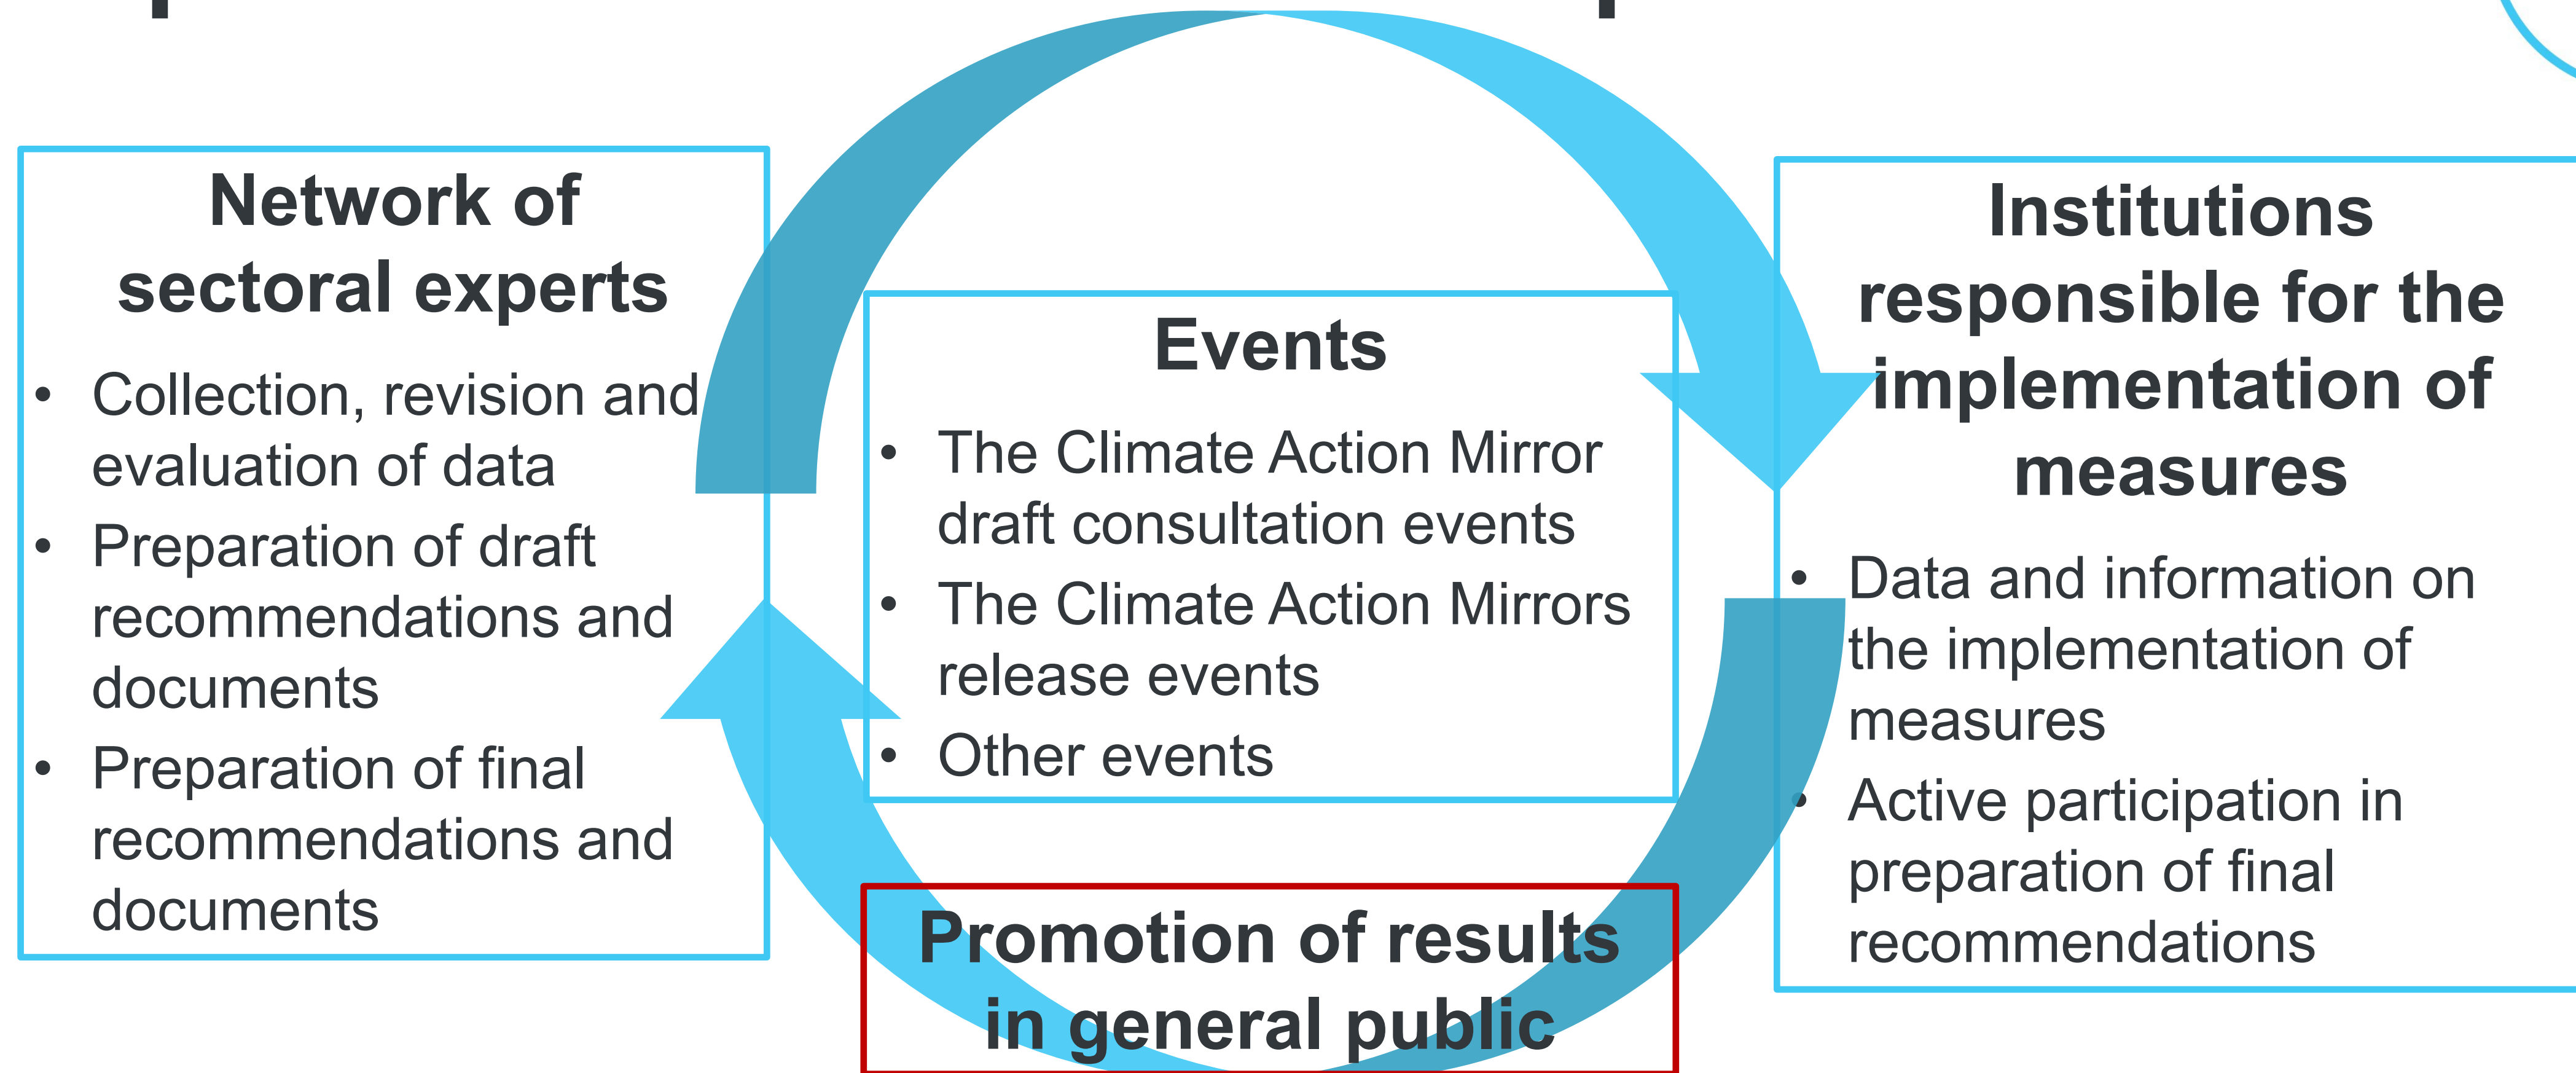 Network of
sectoral experts
• Collection, revision and
evaluation of data
• Preparation of draft
recommendations and
documents
• Preparation of final
recommendations and
documents
Events
• The Climate Action Mirror
draft consultation events
• The Climate Action Mirrors
release events
• Other events
Promotion of results
in general public
Institutions
responsible for the
implementation of
measures
• Data and information on
the implementation of
measures
• Active participation in
preparation of final
recommendations